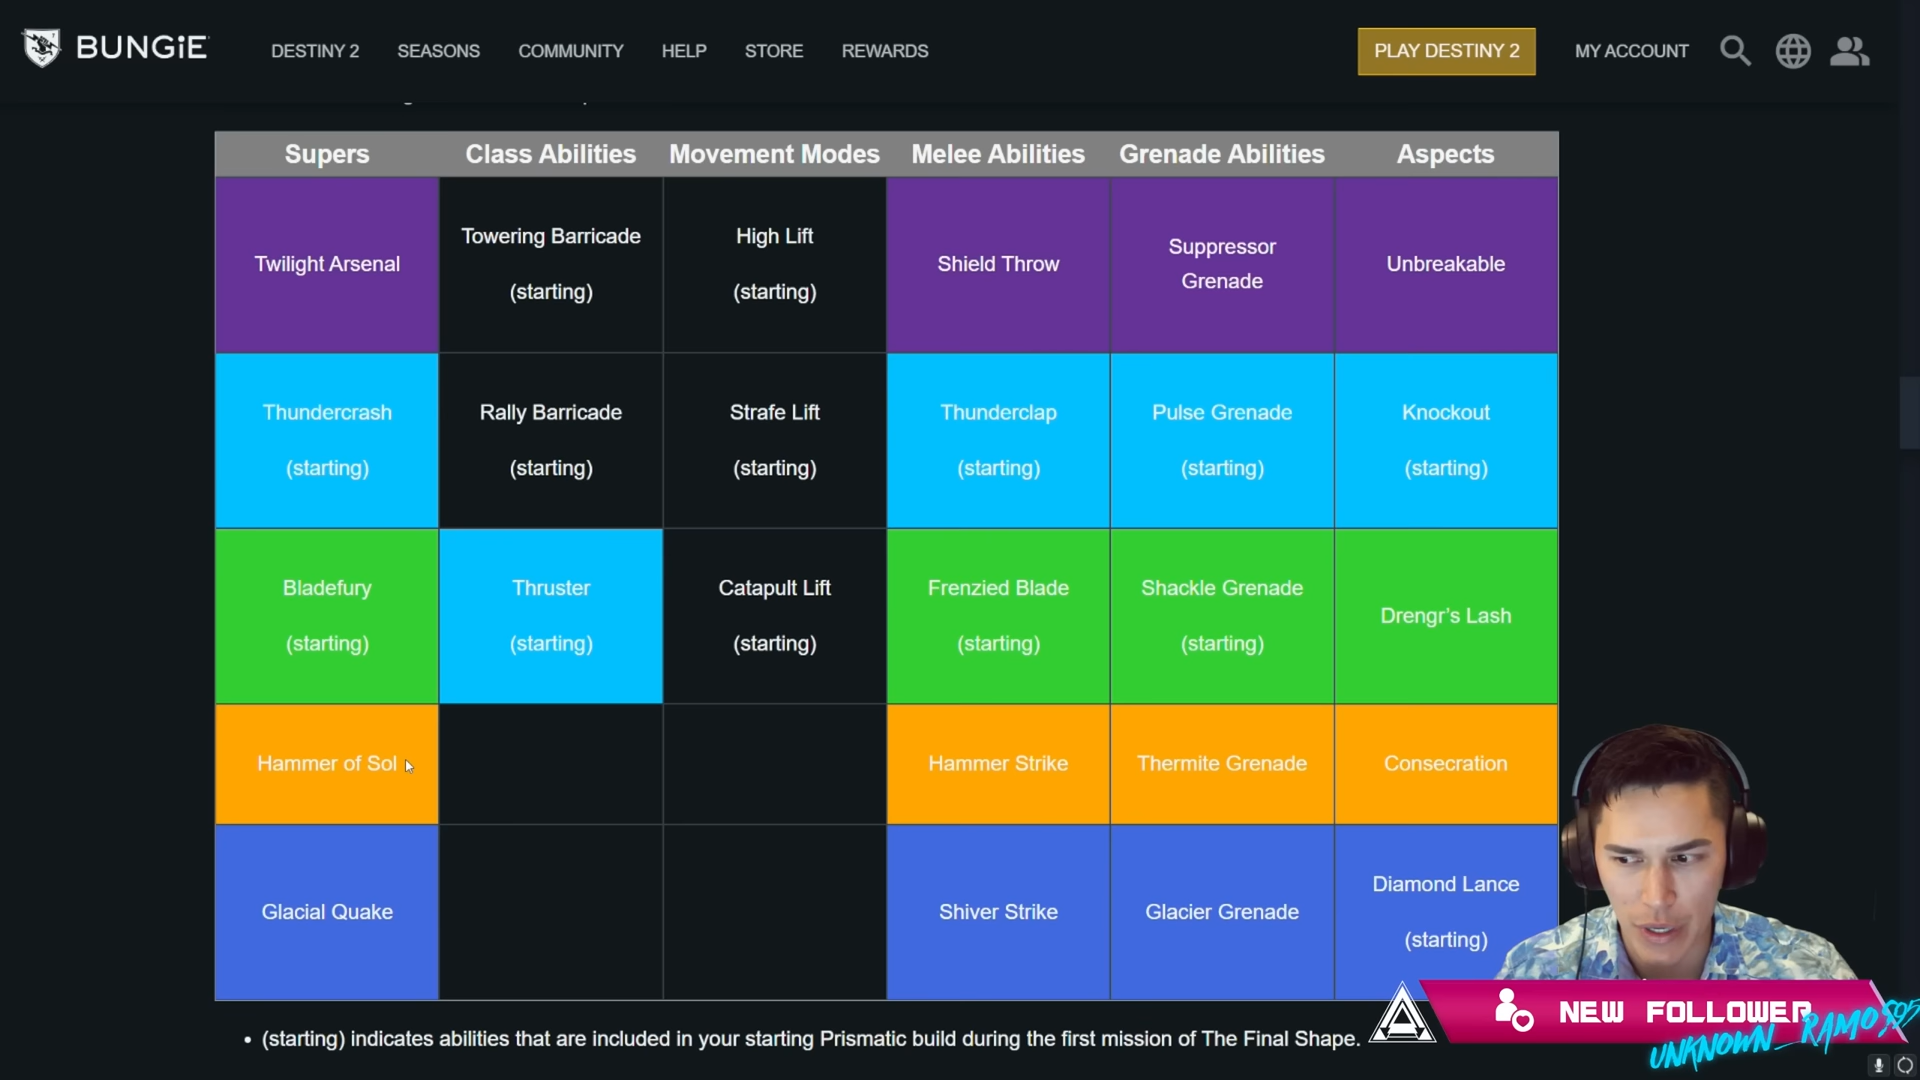 BUNGiE
DESTINY 2
SEASONS
COMMUNITY
HELP
STORE
REWARDS
PLAY DESTINY 2
MY ACCOUNT
Supers
Class Abilities
Movement Modes
Melee Abilities
Grenade Abilities
Aspects
Twilight Arsenal
Towering Barricade
(starting)
High Lift
(starting)
Shield Throw
Suppressor
Grenade
Unbreakable
Thundercrash
(starting)
Rally Barricade
(starting)
Strafe Lift
(starting)
Thunderclap
(starting)
Pulse Grenade
(starting)
Knockout
(starting)
Bladefury
(starting)
Thruster
(starting)
Catapult Lift
(starting)
Frenzied Blade
(starting)
Shackle Grenade
(starting)
Drengr’s Lash
Hammer of Sol
Hammer Strike
Thermite Grenade
Consecration
Glacial Quake
Shiver Strike
Glacier Grenade
Diamond Lance
(starting)
• (starting) indicates abilities that are included in your starting Prismatic build during the first mission of The Final Shape.
NEW FOLLOWER